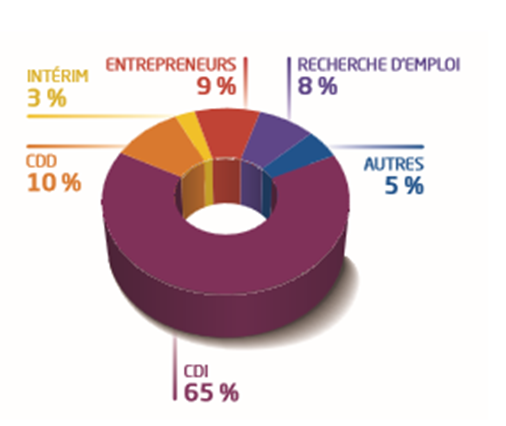 ENTREPRENEURS
9 %
RECHERCHE D'EMPLOI
8 %
INTÉRIM
3 %
CDD
10 %
AUTRES
5 %
CDI
65 %